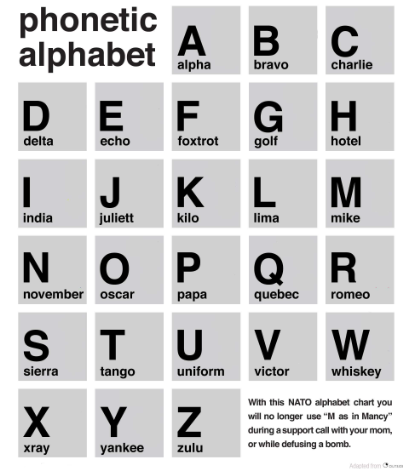 phonetic
alphabet
A
alpha
B
bravo
C
charlie
D
delta
E
echo
F
foxtrot
G
golf
H
hotel
I
india
J
juliett
K
kilo
L
lima
M
mike
N
november
O
oscar
P
papa
Q
quebec
R
romeo
S
sierra
T
tango
U
uniform
V
victor
W
whiskey
X
xray
Y
yankee
Z
zulu
With this NATO alphabet chart you
will no longer use “M as in Mancy”
during a support call with your mom,
or while defusing a bomb.
Adapted from